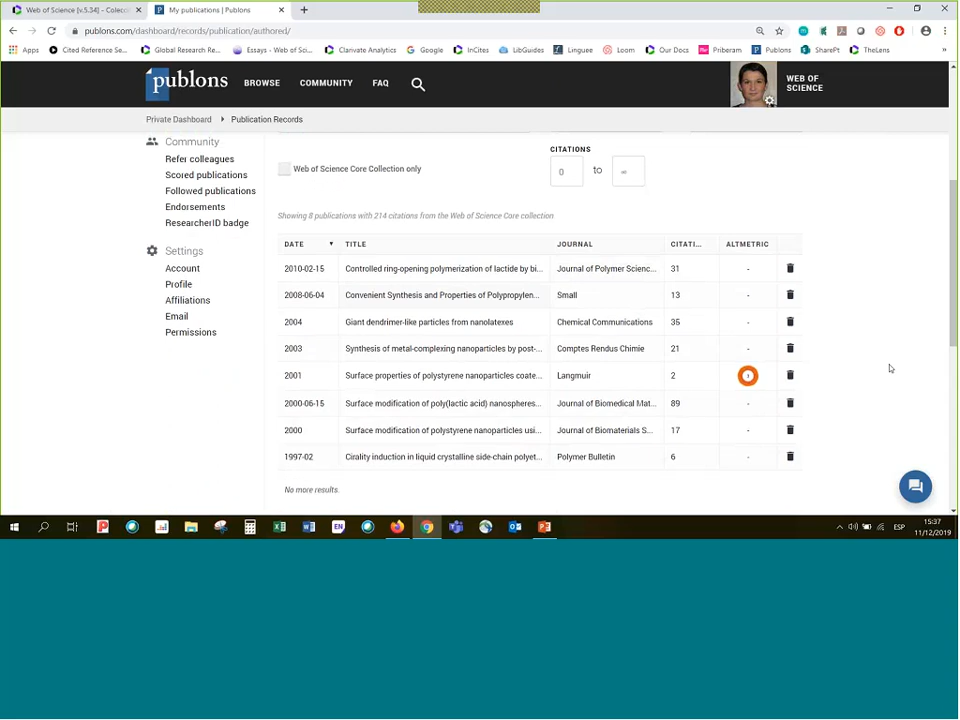 Web of Science [v.5.34] - Colecc
My publications | Publons
publons.com/dashboard/records/publication/authored/
Apps Cited Reference Se... Global Research Re... Essays - Web of Sci... Clarivate Analytics Google InCites LibGuides Linguee Loom Our Docs Priberam Publons SharePt TheLens »
publons BROWSE COMMUNITY FAQ WEB OF SCIENCE
Private Dashboard Publication Records
Community
Refer colleagues
Scored publications
Followed publications
Endorsements
ResearcherID badge
Settings
Account
Profile
Affiliations
Email
Permissions
CITATIONS
Web of Science Core Collection only 0 to ∞
Showing 8 publications with 214 citations from the Web of Science Core collection
DATE TITLE JOURNAL CITATI... ALTMETRIC
2010-02-15 Controlled ring-opening polymerization of lactide by bi... Journal of Polymer Scienc... 31 -
2008-06-04 Convenient Synthesis and Properties of Polypropylen... Small 13 -
2004 Giant dendrimer-like particles from nanolatexes Chemical Communications 35 -
2003 Synthesis of metal-complexing nanoparticles by post-... Comptes Rendus Chimie 21 -
2001 Surface properties of polystyrene nanoparticles coate... Langmuir 2 1
2000-06-15 Surface modification of poly(lactic acid) nanospheres... Journal of Biomedical Mat... 89 -
2000 Surface modification of polystyrene nanoparticles usi... Journal of Biomaterials S... 17 -
1997-02 Cirality induction in liquid crystalline side-chain polyet... Polymer Bulletin 6 -
No more results.
EN ESP 15:37
11/12/2019